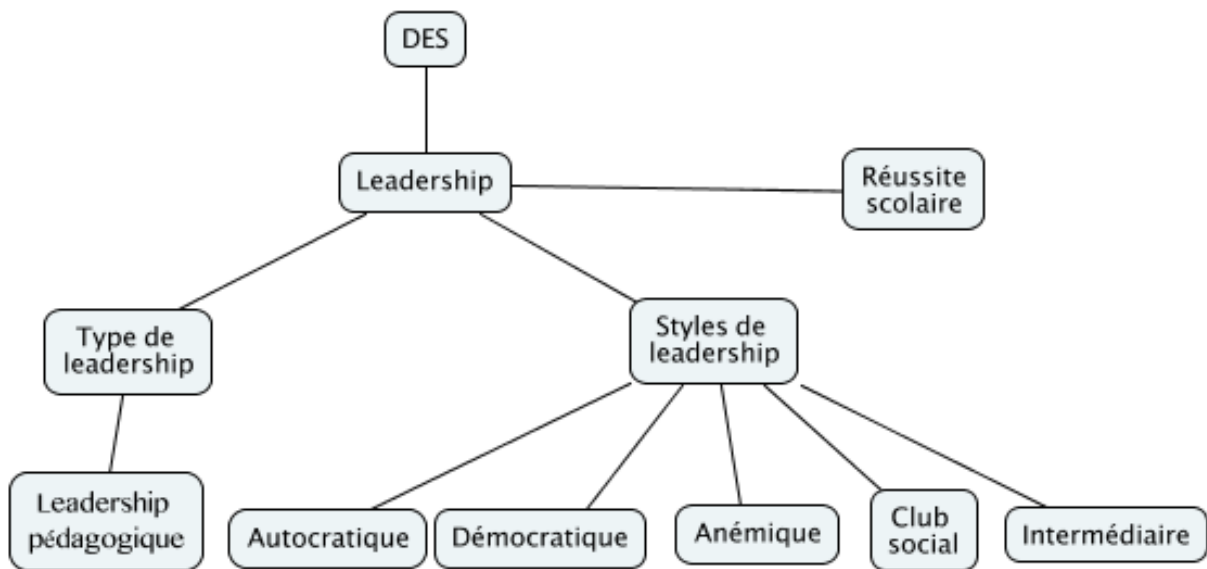 DES
Leadership
Réussite
scolaire
Type de
leadership
Styles de
leadership
Leadership
pédagogique
Autocratique
Démocratique
Anémique
Club
social
Intermédiaire